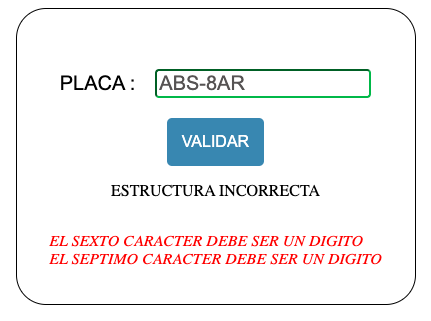 PLACA : ABS-8AR
VALIDAR
ESTRUCTURA INCORRECTA
EL SEXTO CARACTER DEBE SER UN DIGITO
EL SEPTIMO CARACTER DEBE SER UN DIGITO